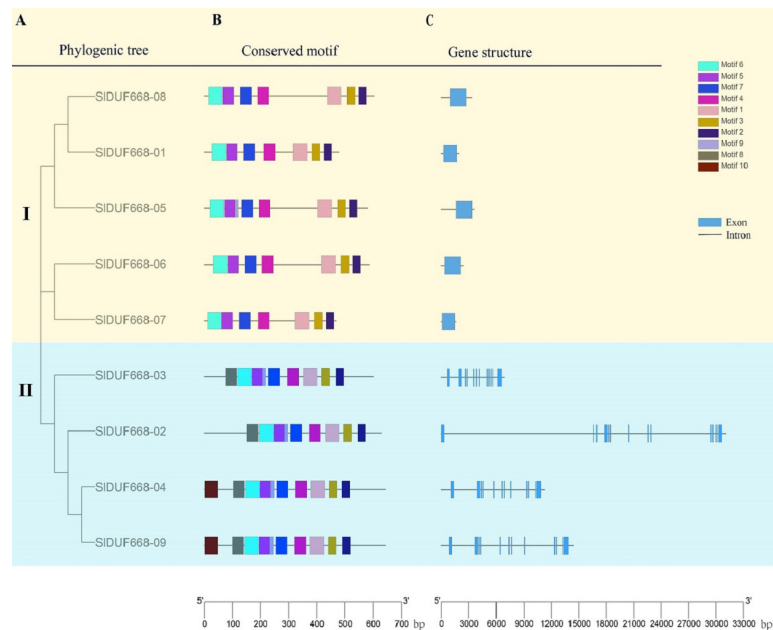 A B C
Phylogenic tree Conserved motif Gene structure
Motif 6
Motif 5
Motif 7
Motif 4
Motif 1
Motif 3
Motif 2
Motif 9
Motif 8
Motif 10
Exon
Intron
I
SlDUF668-08
SlDUF668-01
SlDUF668-05
SlDUF668-06
SlDUF668-07
II
SlDUF668-03
SlDUF668-02
SlDUF668-04
SlDUF668-09
5' 3' 5' 3'
0 100 200 300 400 500 600 700 bp 0 3000 6000 9000 12000 15000 18000 21000 24000 27000 30000 33000 bp